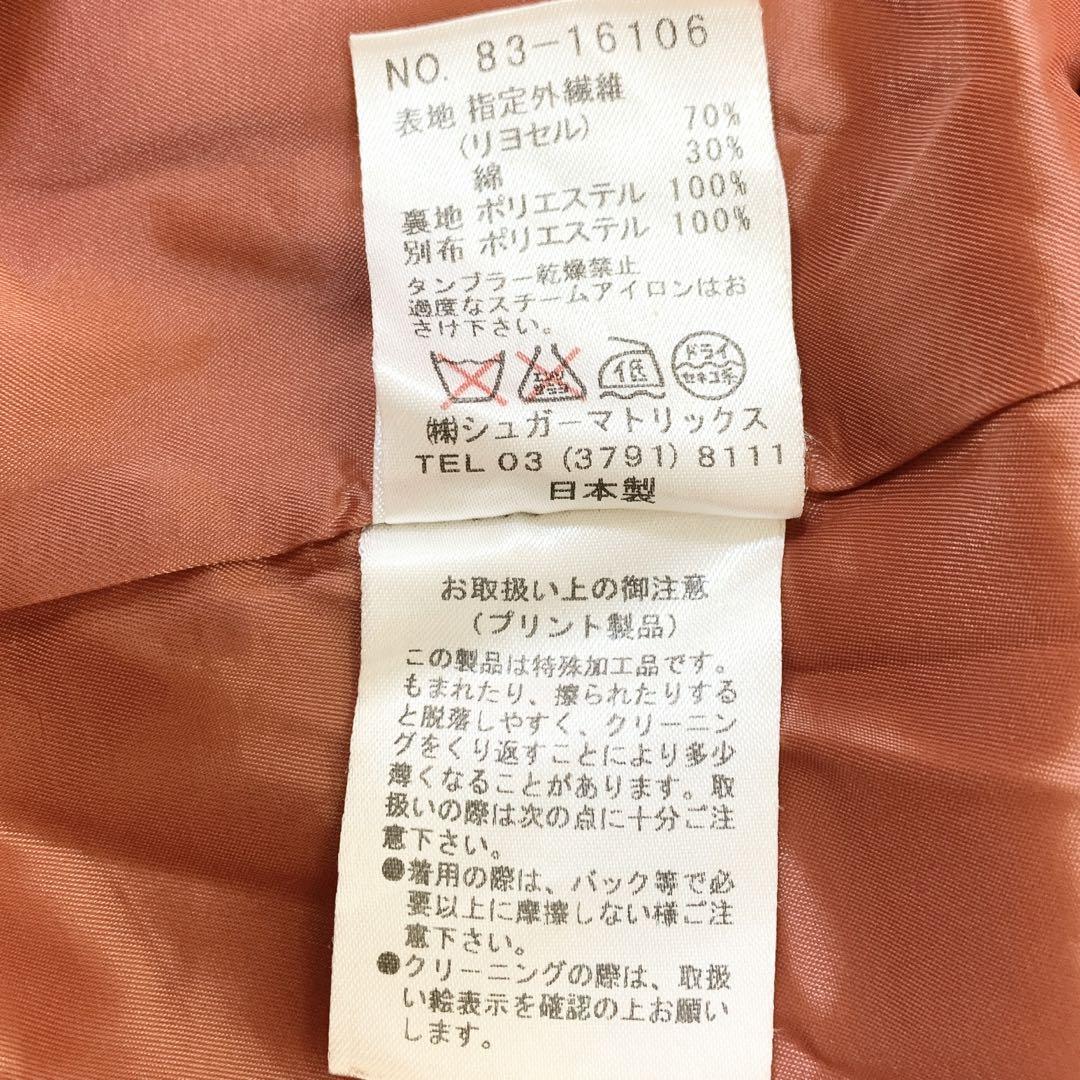 NO. 83-16106
表地 指定外繊維
(リヨセル) 70%
綿 30%
裏地 ポリエステル 100%
別布 ポリエステル 100%
タンブラー乾燥禁止
過度なスチームアイロンはお
さけ下さい。
エンソ サラシ 低 ドライ セキユ系
㈱シュガーマトリックス
TEL 03 (3791) 8111
日本製
お取扱い上の御注意
(プリント製品)
この製品は特殊加工品です。
もまれたり、擦られたりする
と脱落しやすく、クリーニン
グをくり返すことにより多少
薄くなることがあります。取
扱いの際は次の点に十分ご注
意下さい。
●着用の際は、バック等で必
要以上に摩擦しない様ご注
意下さい。
●クリーニングの際は、取扱
い絵表示を確認の上お願い
します。